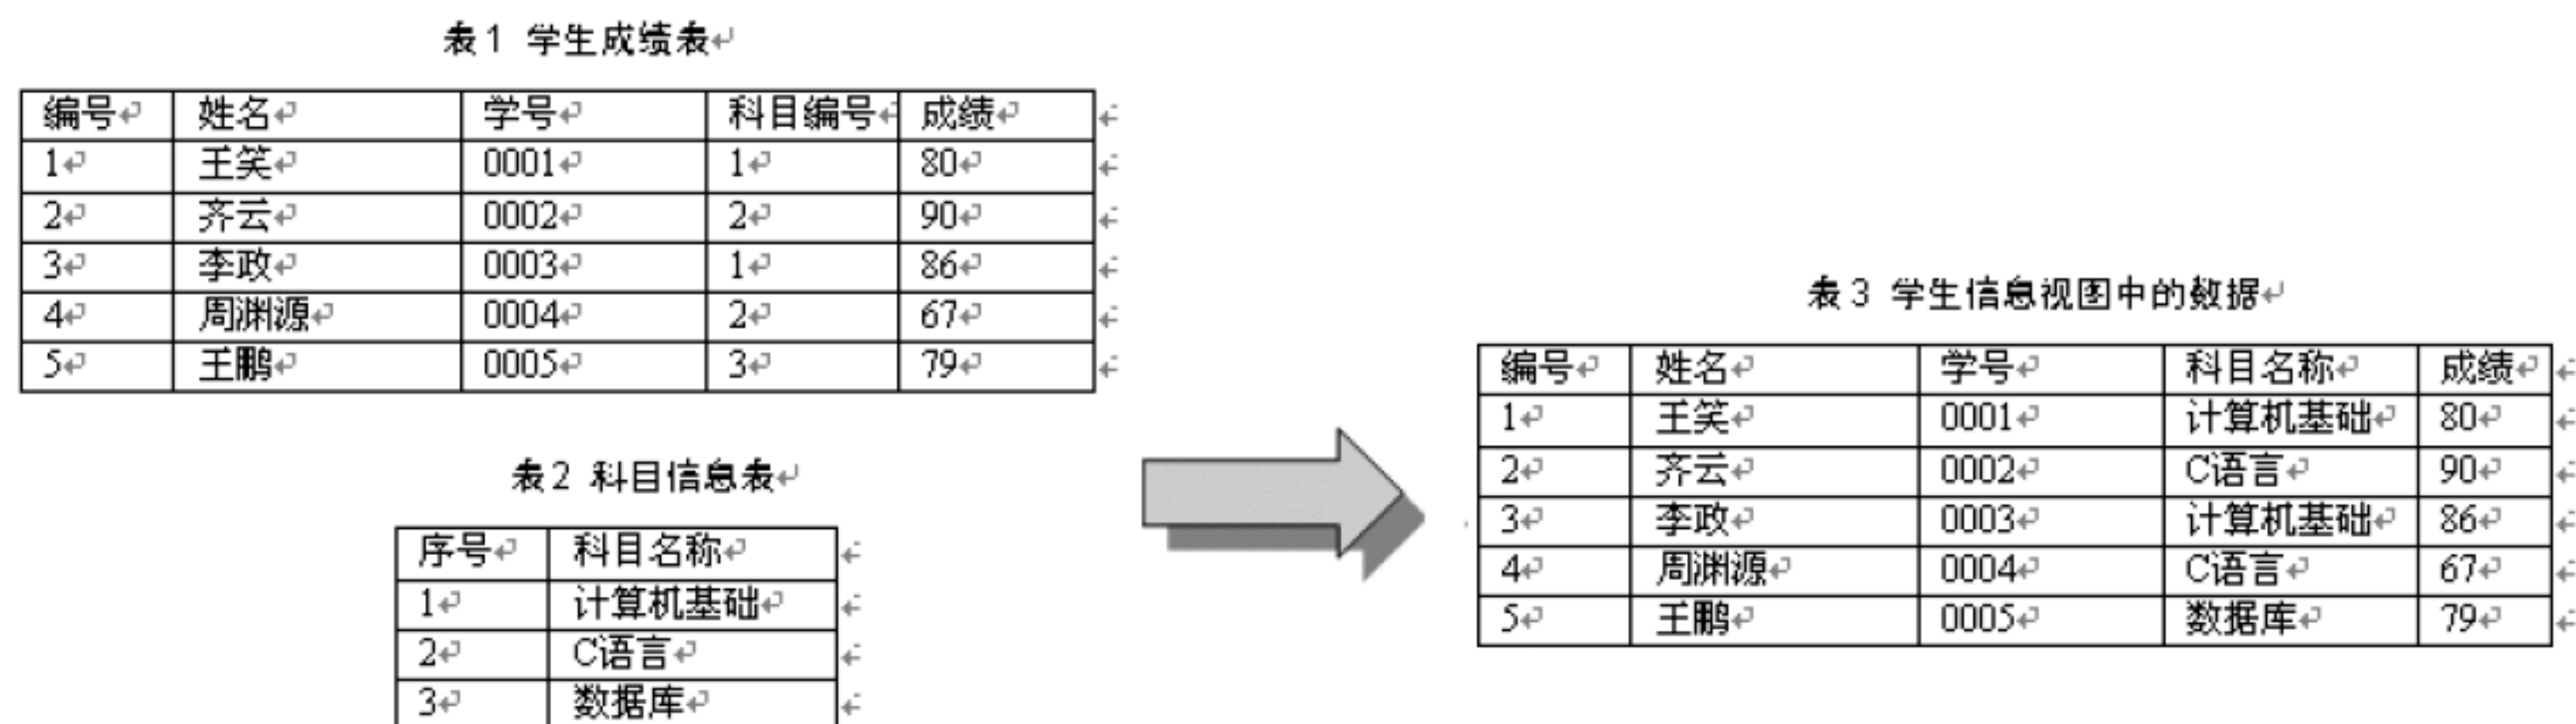 表1 学生成绩表
编号 姓名 学号 科目编号 成绩
1 王笑 0001 1 80
2 齐云 0002 2 90
3 李政 0003 1 86
4 周渊源 0004 2 67
5 王鹏 0005 3 79
表2 科目信息表
序号 科目名称
1 计算机基础
2 C语言
3 数据库
表3 学生信息视图中的数据
编号 姓名 学号 科目名称 成绩
1 王笑 0001 计算机基础 80
2 齐云 0002 C语言 90
3 李政 0003 计算机基础 86
4 周渊源 0004 C语言 67
5 王鹏 0005 数据库 79